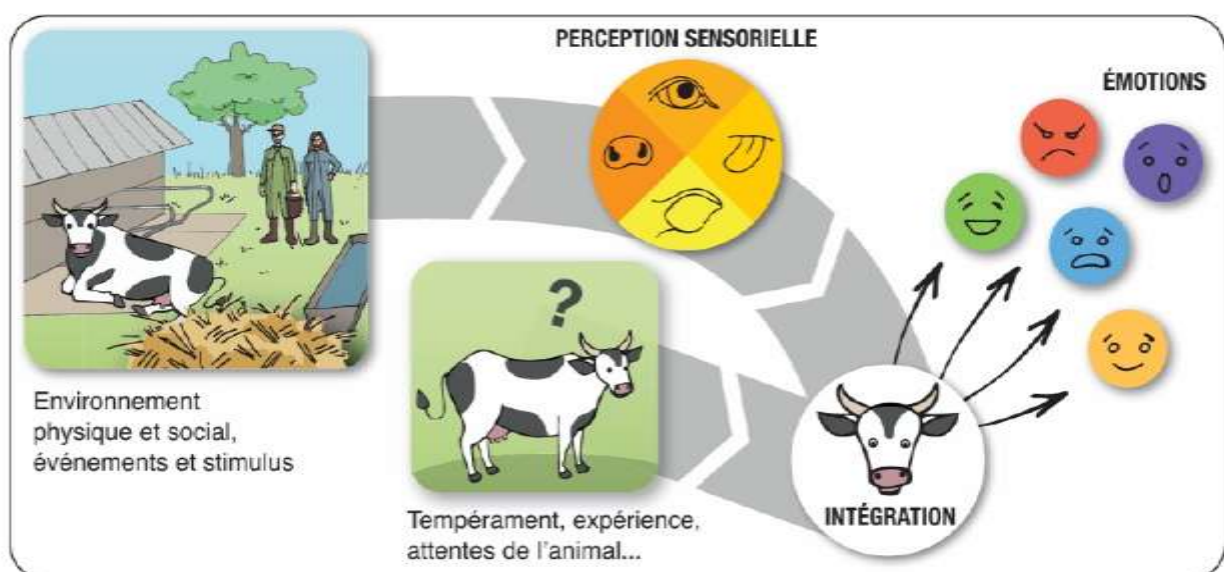 PERCEPTION SENSORIELLE
ÉMOTIONS
Environnement
physique et social,
événements et stimulus
?
Tempérament, expérience,
attentes de l'animal...
INTÉGRATION